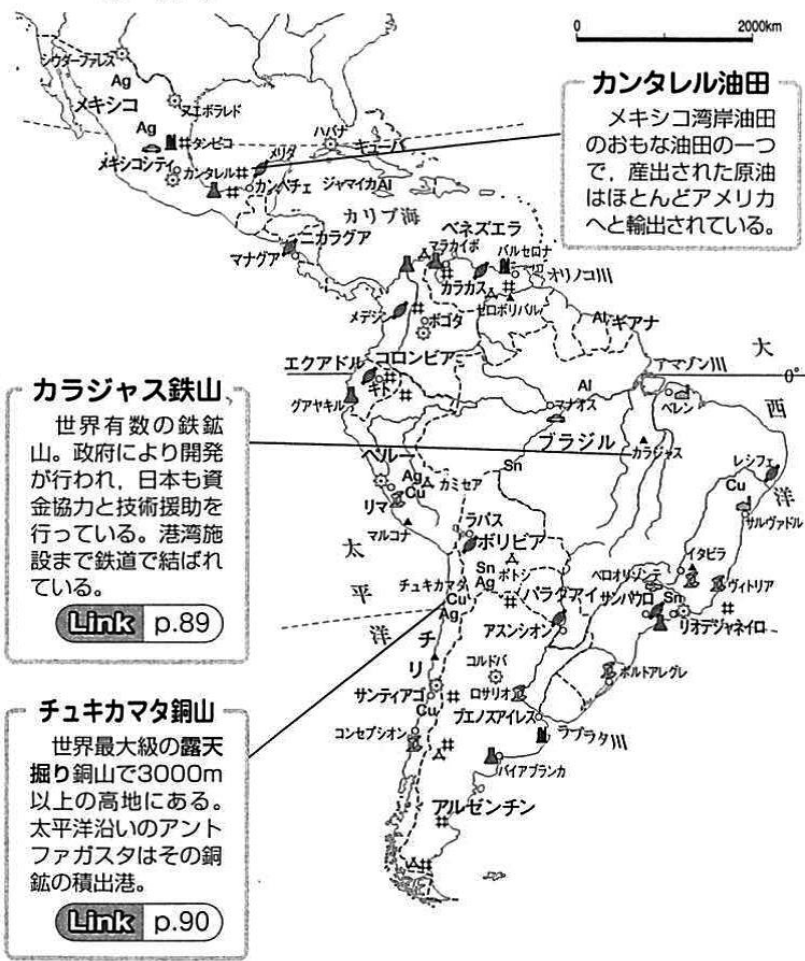 0 2000km
カンタレル油田
メキシコ湾岸油田
のおもな油田の一つ
で，産出された原油
はほとんどアメリカ
へと輸出されている。
シウダーファレス
Ag
メキシコ
ヌエボラレド
Ag
タンピコ
メキシコシティ
カンタレル
メリダ
カンペチェ
ハバナ
キューバ
ジャマイカ
Al
カリブ海
ニカラグア
マナグア
ベネズエラ
マラカイボ
バルセロナ
カラカス
オリノコ川
セロボリバル
メデジン
ボゴタ
Al
ギアナ
エクアドル
コロンビア
キト
グアヤキル
アマゾン川
0°
大西洋
Al
マナオス
ベレン
カラジャス鉄山
世界有数の鉄鉱
山。政府により開発
が行われ，日本も資
金協力と技術援助を
行っている。港湾施
設まで鉄道で結ばれ
ている。
Link p.89
ブラジル
カラジャス
ペルー
Sn
レシフェ
Ag
Cu
カミセア
リマ
Cu
サルヴァドル
マルコナ
ラパス
ボリビア
太平洋
イタビラ
Sn
Ag
ポトシ
ベロオリゾンテ
ヴィトリア
チュキカマタ
パラグアイ
サンパウロ
Sn
Cu
Ag
アスンシオン
リオデジャネイロ
チリ
コルドバ
ポルトアレグレ
サンティアゴ
ロサリオ
Cu
ブエノスアイレス
コンセプシオン
ラプラタ川
バイアブランカ
アルゼンチン
チュキカマタ銅山
世界最大級の露天
掘り銅山で3000m
以上の高地にある。
太平洋沿いのアント
ファガスタはその銅
鉱の積出港。
Link p.90